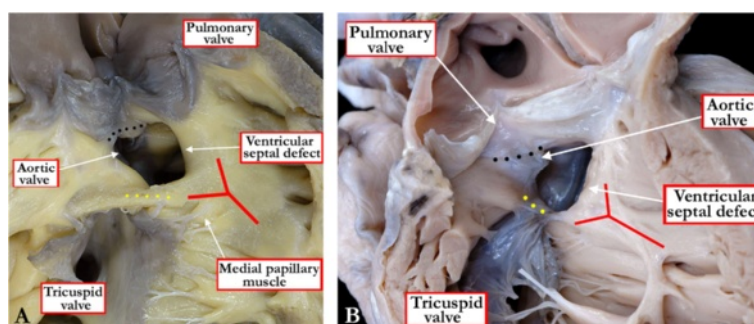 Pulmonary
valve
Aortic
valve
Ventricular
septal defect
Medial papillary
muscle
Tricuspid
valve
A
Pulmonary
valve
Aortic
valve
Ventricular
septal defect
Tricuspid
valve
B